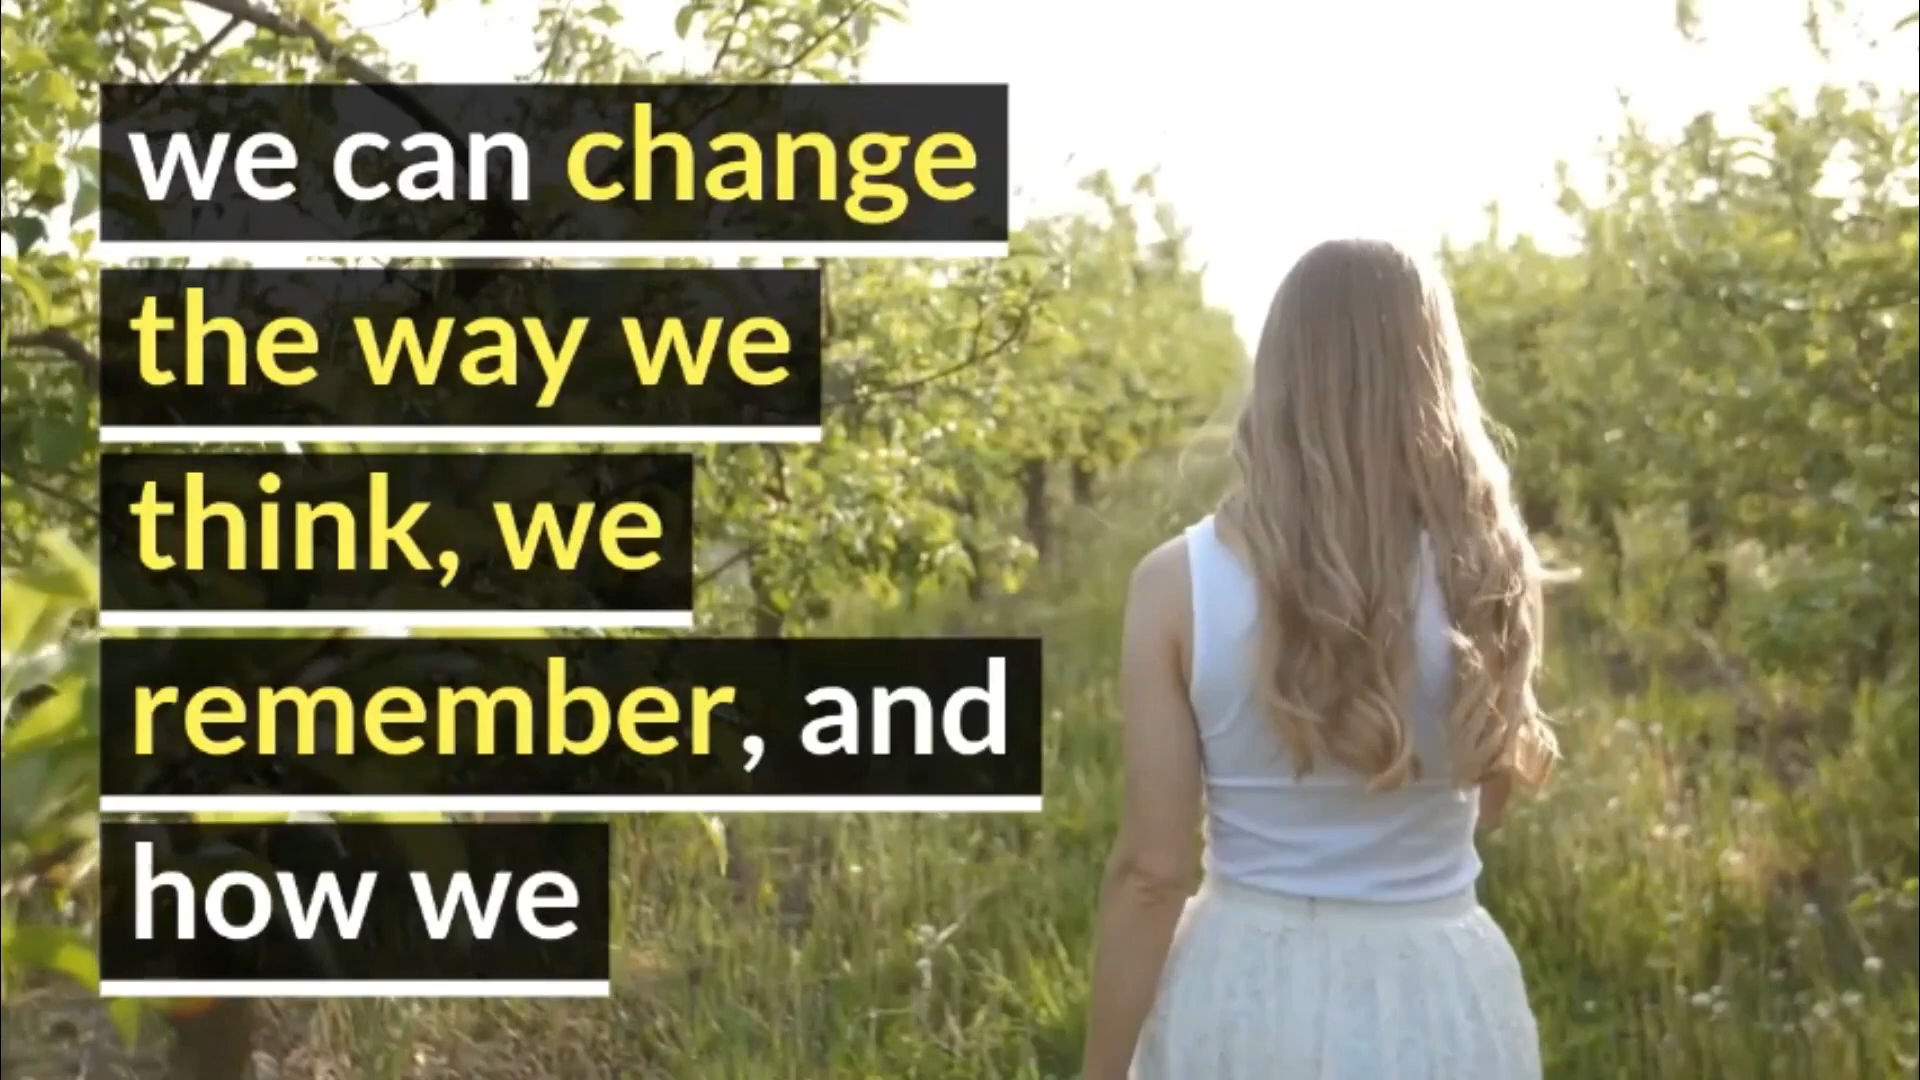 we can change
the way we
think, we
remember, and
how we